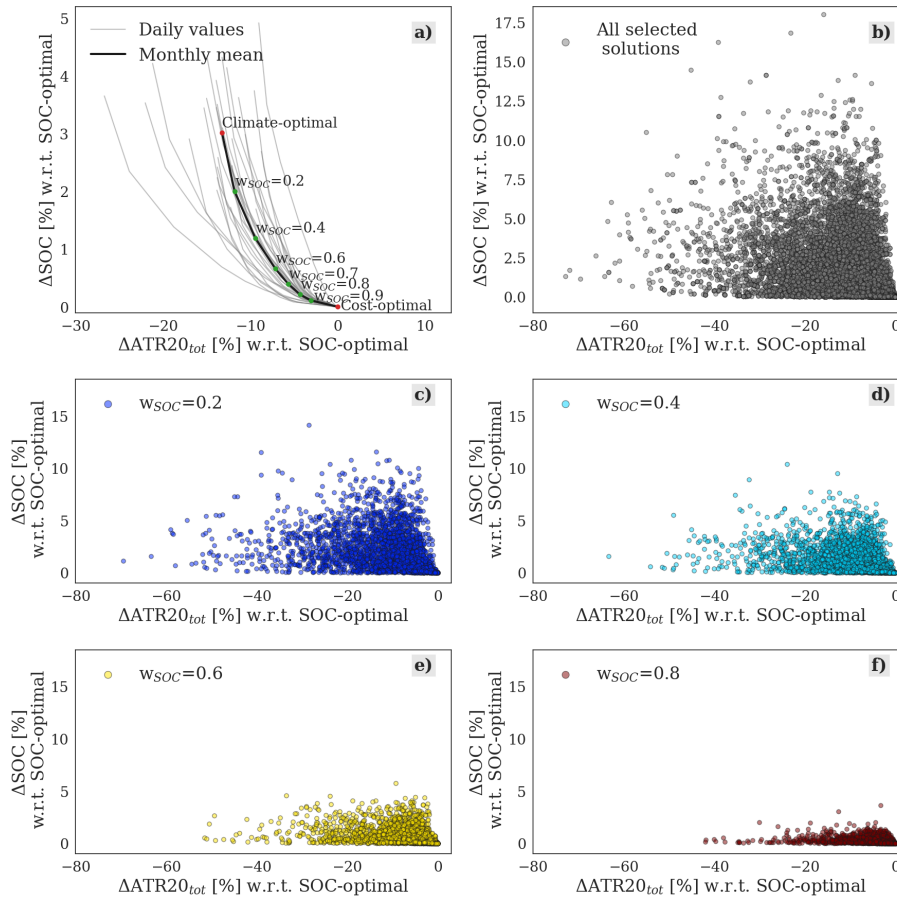 Daily values
Monthly mean
a)
Climate-optimal
w_SOC=0.2
w_SOC=0.4
w_SOC=0.6
w_SOC=0.7
w_SOC=0.8
w_SOC=0.9
Cost-optimal
5
4
3
2
1
0
−30 −20 −10 0 10
ΔSOC [%] w.r.t. SOC-optimal
ΔATR20_tot [%] w.r.t. SOC-optimal
All selected
solutions
b)
17.5
15.0
12.5
10.0
7.5
5.0
2.5
0.0
−80 −60 −40 −20 0
ΔSOC [%] w.r.t. SOC-optimal
ΔATR20_tot [%] w.r.t. SOC-optimal
w_SOC=0.2
c)
15
10
5
0
−80 −60 −40 −20 0
ΔSOC [%]
w.r.t. SOC-optimal
ΔATR20_tot [%] w.r.t. SOC-optimal
w_SOC=0.4
d)
15
10
5
0
−80 −60 −40 −20 0
ΔSOC [%]
w.r.t. SOC-optimal
ΔATR20_tot [%] w.r.t. SOC-optimal
w_SOC=0.6
e)
15
10
5
0
−80 −60 −40 −20 0
ΔSOC [%]
w.r.t. SOC-optimal
ΔATR20_tot [%] w.r.t. SOC-optimal
w_SOC=0.8
f)
15
10
5
0
−80 −60 −40 −20 0
ΔSOC [%]
w.r.t. SOC-optimal
ΔATR20_tot [%] w.r.t. SOC-optimal